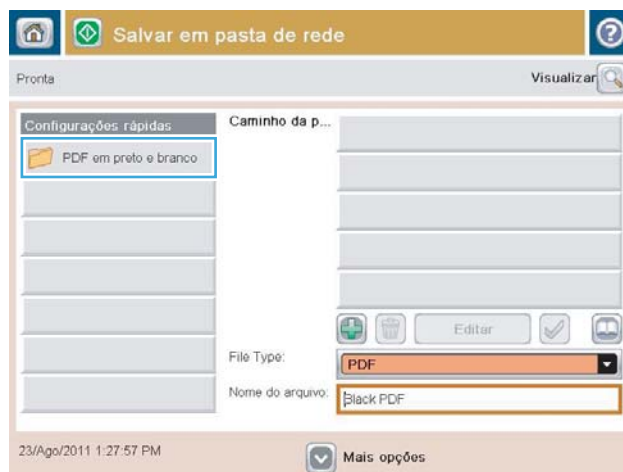 Salvar em pasta de rede
Pronta
Visualizar
Configurações rápidas
PDF em preto e branco
Caminho da p...
Editar
File Type:
PDF
Nome do arquivo:
Black PDF
23/Ago/2011 1:27:57 PM
Mais opções